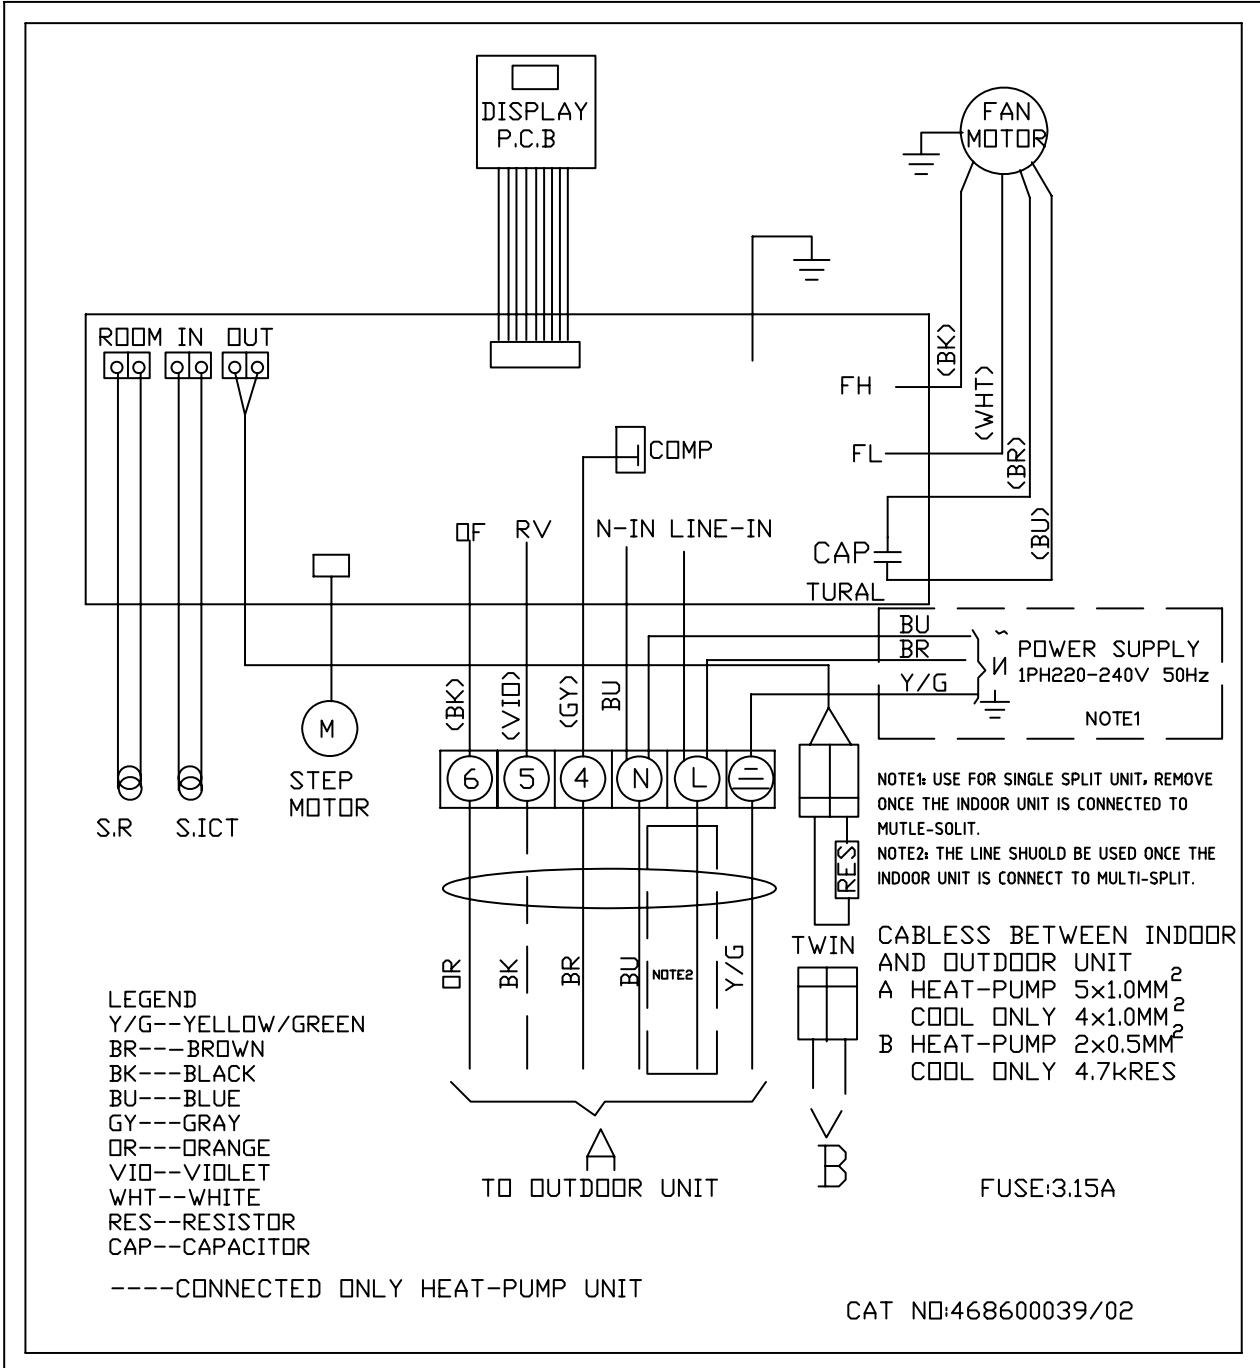 DISPLAY
P.C.B
FAN
MOTOR
ROOM IN OUT
(BK)
FH
(WHT)
COMP
FL
(BR)
OF RV N-IN LINE-IN
(BU)
CAP
TURAL
BU
BR
Y/G
POWER SUPPLY
1PH220-240V 50Hz
NOTE1
(BK) (VIO) (GY) BU
M
STEP
MOTOR
6 5 4 N L
S.R S.ICT
NOTE1: USE FOR SINGLE SPLIT UNIT, REMOVE
ONCE THE INDOOR UNIT IS CONNECTED TO
MUTLE-SOLIT.
NOTE2: THE LINE SHUOLD BE USED ONCE THE
INDOOR UNIT IS CONNECT TO MULTI-SPLIT.
RES
TWIN
OR BK BR BU NOTE2 Y/G
CABLESS BETWEEN INDOOR
AND OUTDOOR UNIT
A HEAT-PUMP 5x1.0MM²
COOL ONLY 4x1.0MM²
B HEAT-PUMP 2x0.5MM²
COOL ONLY 4.7kRES
LEGEND
Y/G--YELLOW/GREEN
BR---BROWN
BK---BLACK
BU---BLUE
GY---GRAY
OR---ORANGE
VIO--VIOLET
WHT--WHITE
RES--RESISTOR
CAP--CAPACITOR
A
TO OUTDOOR UNIT
B
FUSE:3.15A
----CONNECTED ONLY HEAT-PUMP UNIT
CAT NO:468600039/02